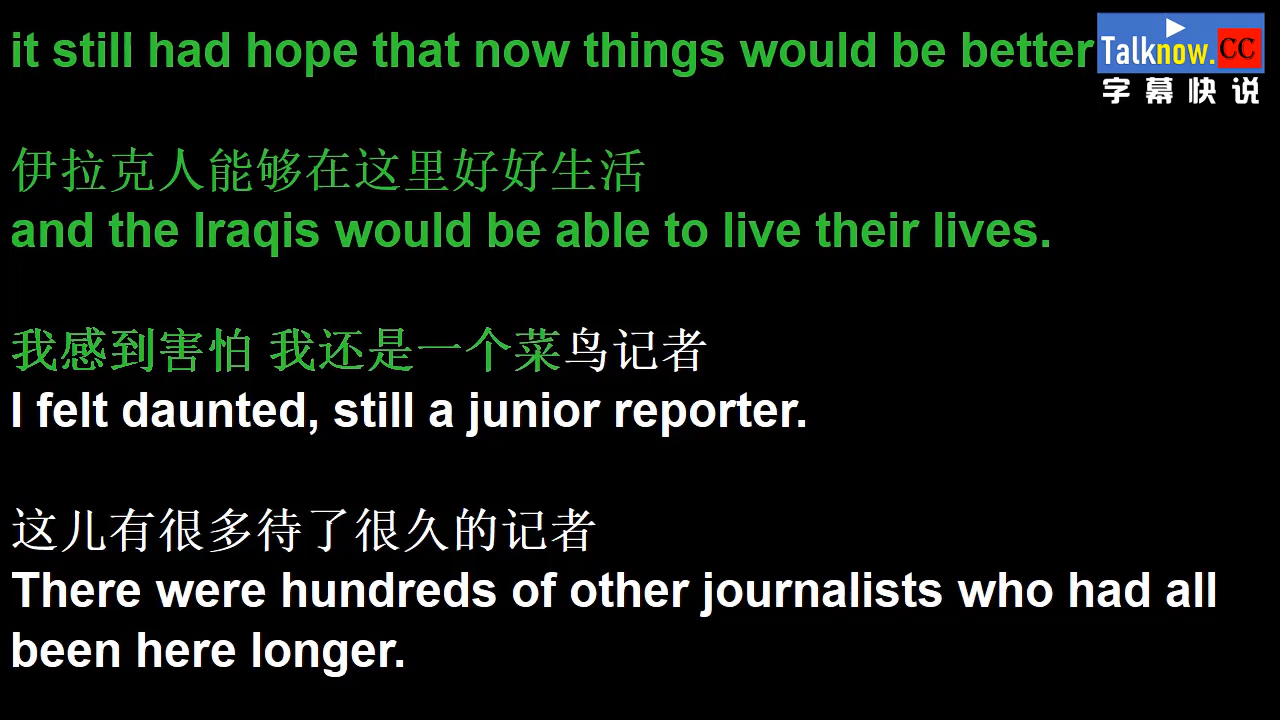 it still had hope that now things would be better
Talknow.CC
字幕快说
伊拉克人能够在这里好好生活
and the Iraqis would be able to live their lives.
我感到害怕 我还是一个菜鸟记者
I felt daunted, still a junior reporter.
这儿有很多待了很久的记者
There were hundreds of other journalists who had all
been here longer.